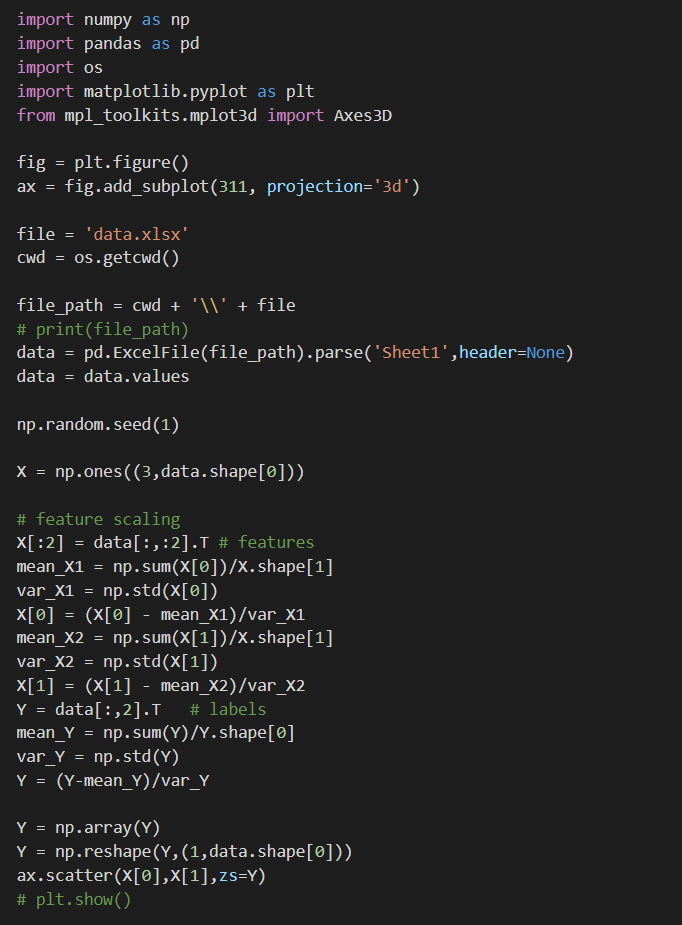 import numpy as np
import pandas as pd
import os
import matplotlib.pyplot as plt
from mpl_toolkits.mplot3d import Axes3D

fig = plt.figure()
ax = fig.add_subplot(311, projection='3d')

file = 'data.xlsx'
cwd = os.getcwd()

file_path = cwd + '\\' + file
# print(file_path)
data = pd.ExcelFile(file_path).parse('Sheet1',header=None)
data = data.values

np.random.seed(1)

X = np.ones((3,data.shape[0]))

# feature scaling
X[:2] = data[:,:2].T # features
mean_X1 = np.sum(X[0])/X.shape[1]
var_X1 = np.std(X[0])
X[0] = (X[0] - mean_X1)/var_X1
mean_X2 = np.sum(X[1])/X.shape[1]
var_X2 = np.std(X[1])
X[1] = (X[1] - mean_X2)/var_X2
Y = data[:,2].T   # labels
mean_Y = np.sum(Y)/Y.shape[0]
var_Y = np.std(Y)
Y = (Y-mean_Y)/var_Y

Y = np.array(Y)
Y = np.reshape(Y,(1,data.shape[0]))
ax.scatter(X[0],X[1],zs=Y)
# plt.show()